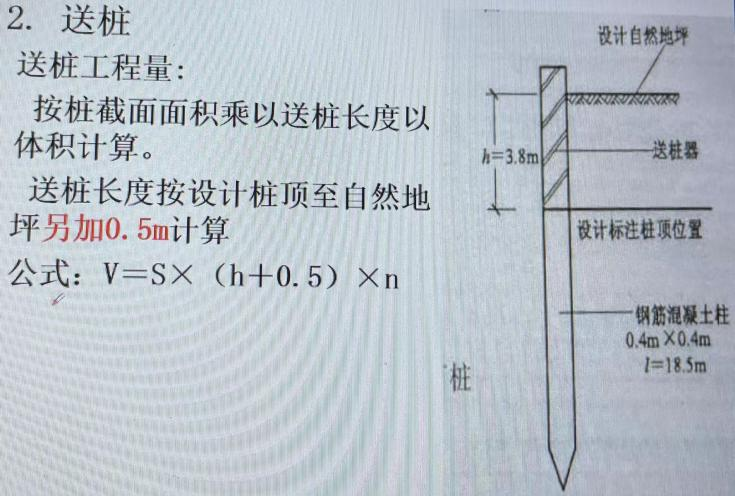 2. 送桩
送桩工程量:
按桩截面面积乘以送桩长度以
体积计算。
送桩长度按设计桩顶至自然地
坪另加0.5m计算
公式: V=S×（h+0.5）×n
设计自然地坪
h=3.8m
送桩器
设计标注桩顶位置
钢筋混凝土柱
0.4m×0.4m
l=18.5m
桩